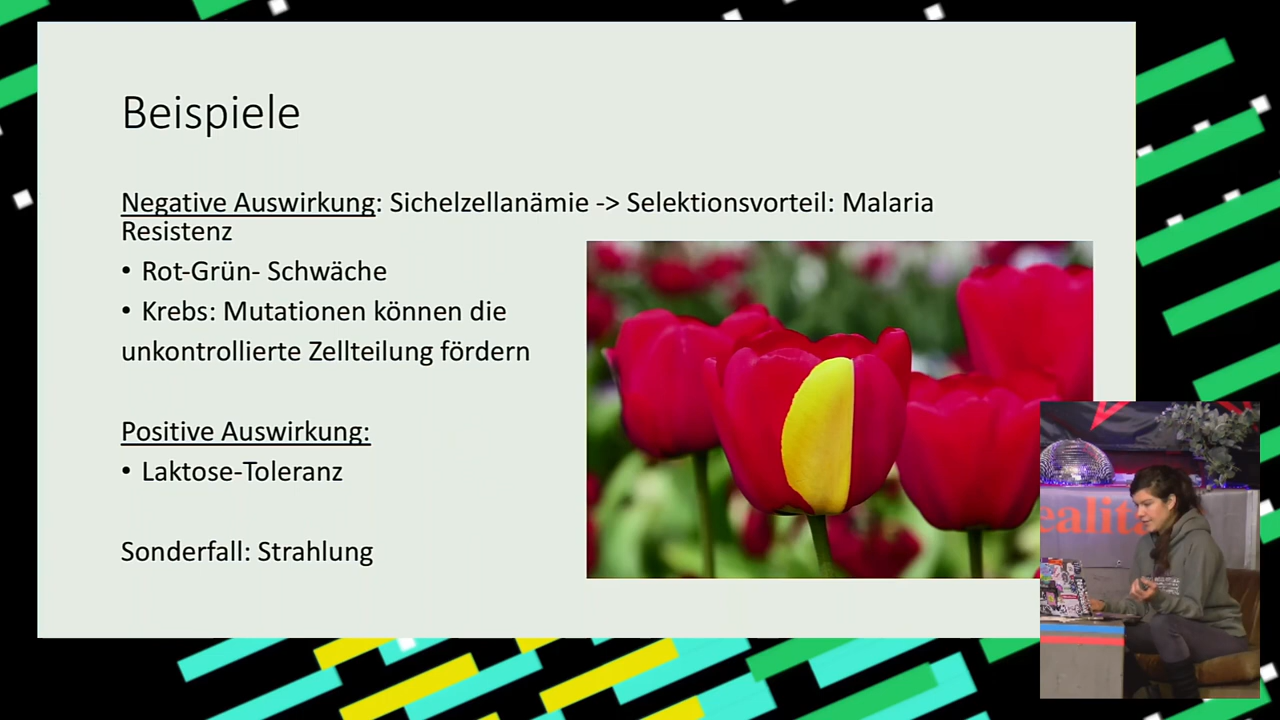 Beispiele
Negative Auswirkung: Sichelzellanämie -> Selektionsvorteil: Malaria
Resistenz
• Rot-Grün- Schwäche
• Krebs: Mutationen können die
unkontrollierte Zellteilung fördern
Positive Auswirkung:
• Laktose-Toleranz
Sonderfall: Strahlung